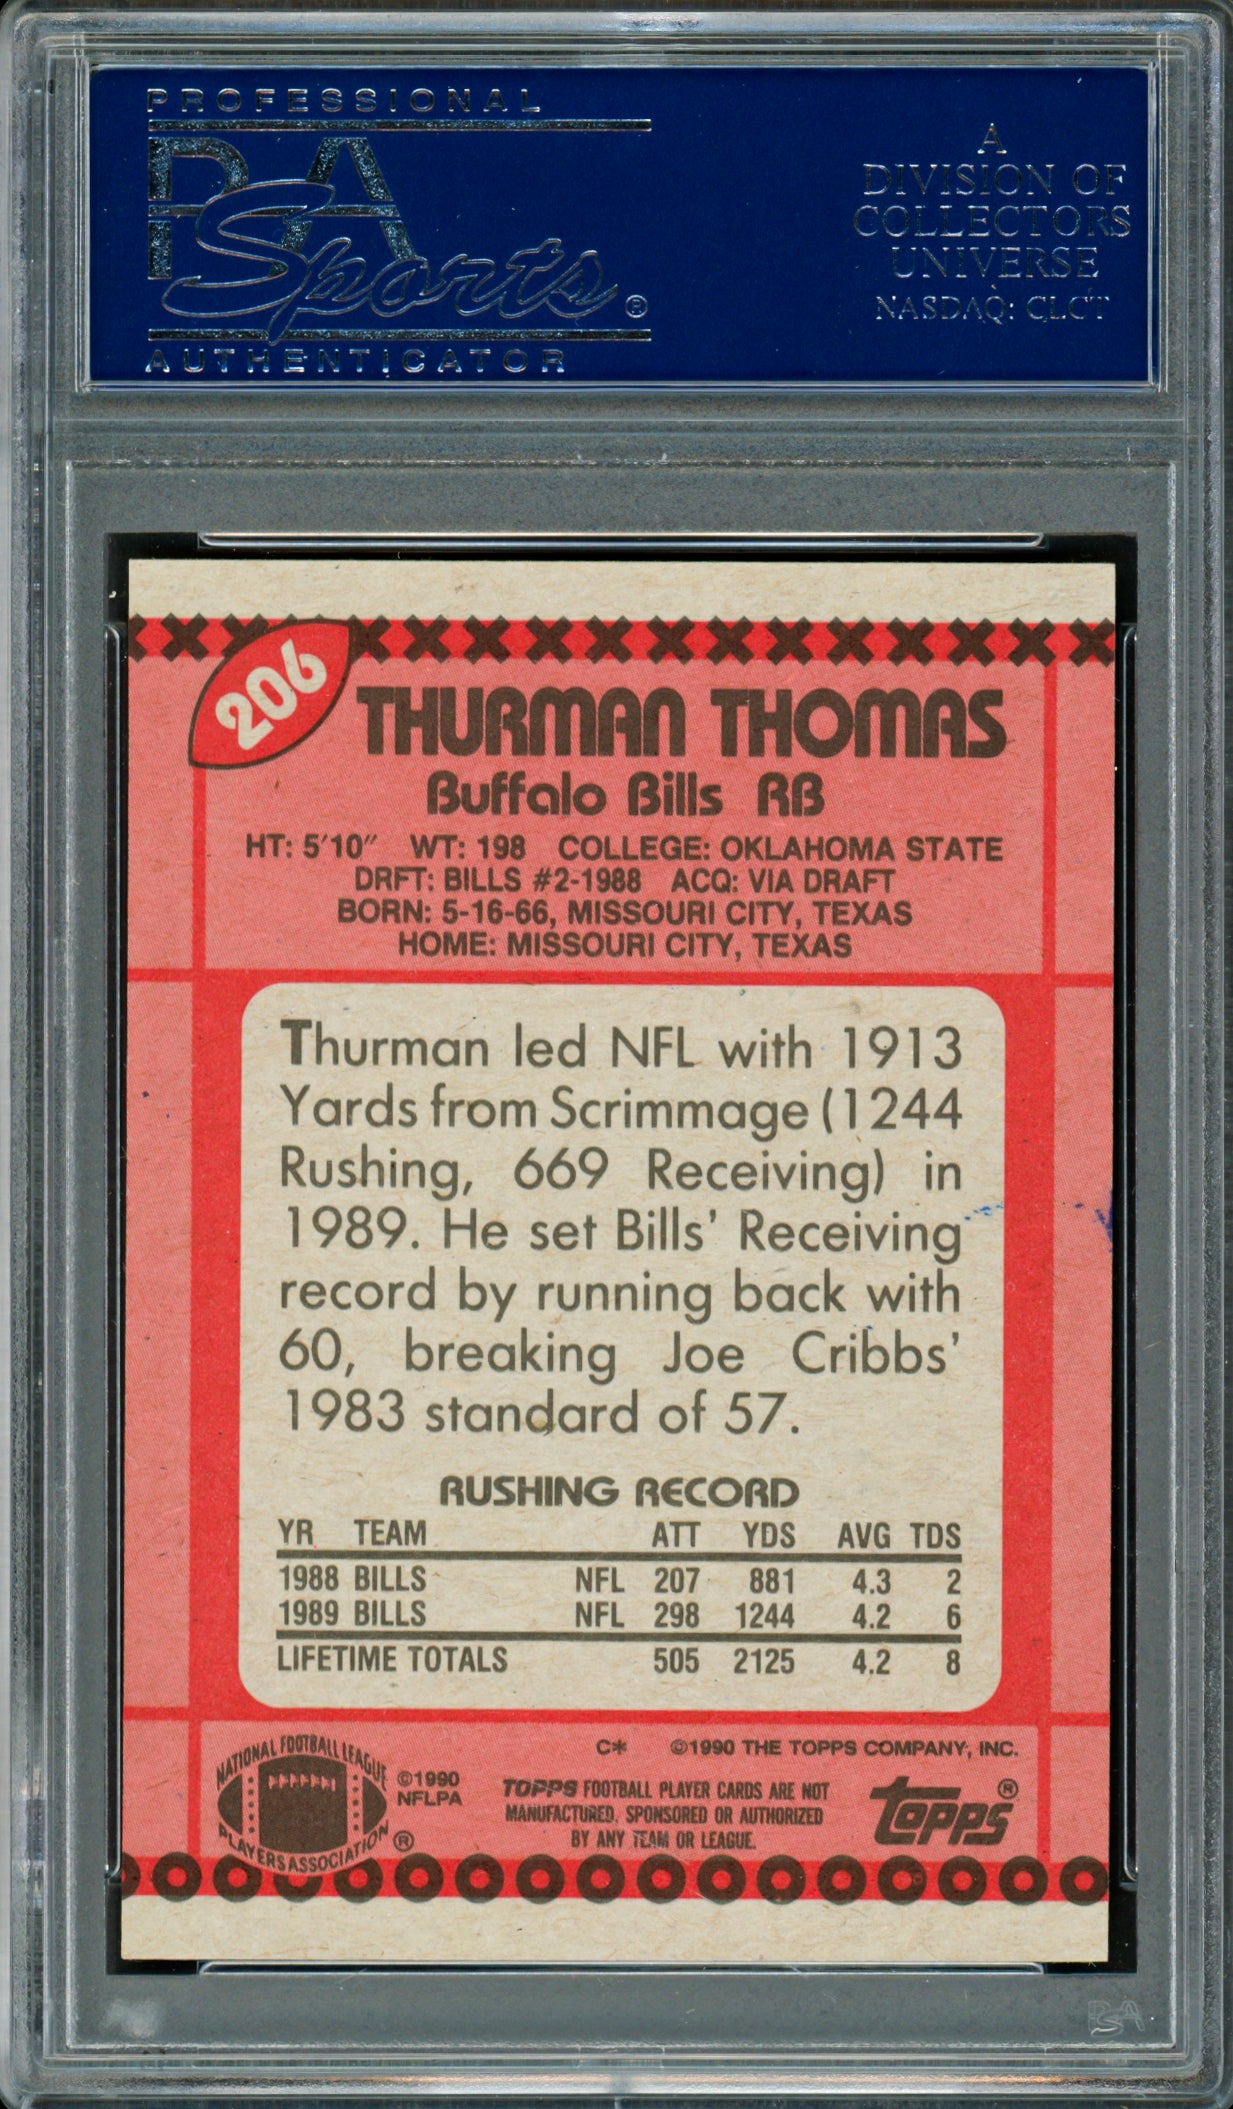 PROFESSIONAL
PSA
Sports®
AUTHENTICATOR
A
DIVISION OF
COLLECTORS
UNIVERSE
NASDAQ: CLCT
206
THURMAN THOMAS
Buffalo Bills RB
HT: 5'10" WT: 198 COLLEGE: OKLAHOMA STATE
DRFT: BILLS #2-1988 ACQ: VIA DRAFT
BORN: 5-16-66, MISSOURI CITY, TEXAS
HOME: MISSOURI CITY, TEXAS
Thurman led NFL with 1913
Yards from Scrimmage (1244
Rushing, 669 Receiving) in
1989. He set Bills' Receiving
record by running back with
60, breaking Joe Cribbs'
1983 standard of 57.
RUSHING RECORD
YR TEAM ATT YDS AVG TDS
1988 BILLS NFL 207 881 4.3 2
1989 BILLS NFL 298 1244 4.2 6
LIFETIME TOTALS 505 2125 4.2 8
NATIONAL FOOTBALL LEAGUE
PLAYERS ASSOCIATION ®
©1990
NFLPA
C* ©1990 THE TOPPS COMPANY, INC.
TOPPS FOOTBALL PLAYER CARDS ARE NOT
MANUFACTURED, SPONSORED OR AUTHORIZED
BY ANY TEAM OR LEAGUE.
topps®
PSA